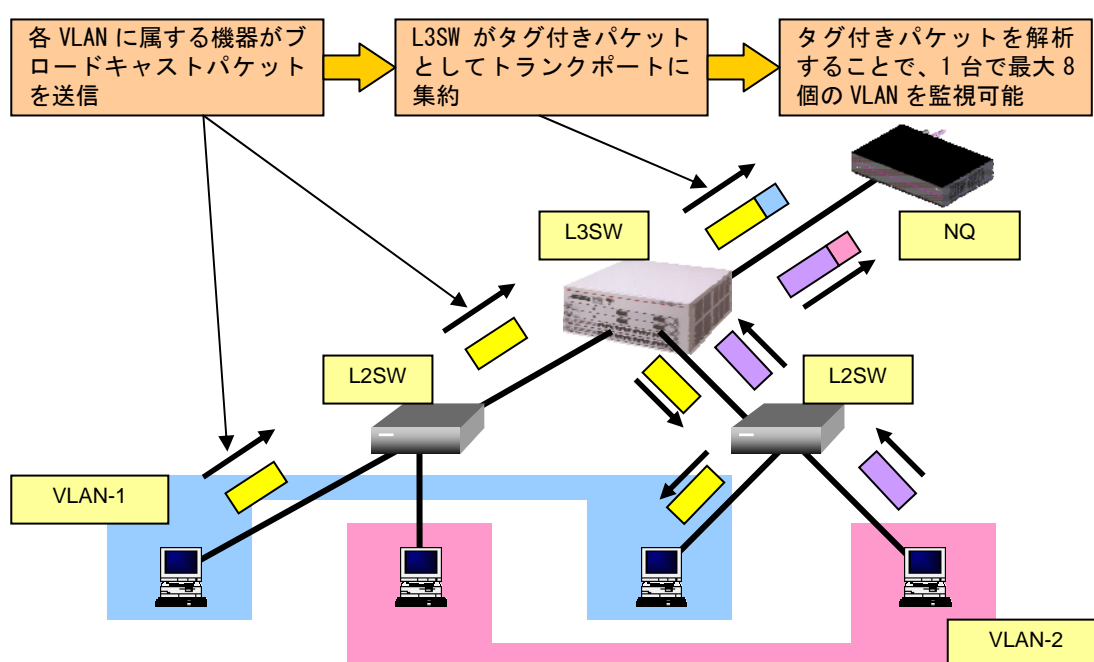 各 VLAN に属する機器がブ
ロードキャストパケット
を送信
L3SW がタグ付きパケット
としてトランクポートに
集約
タグ付きパケットを解析
することで、1 台で最大 8
個の VLAN を監視可能
L3SW
NQ
L2SW
L2SW
VLAN-1
VLAN-2